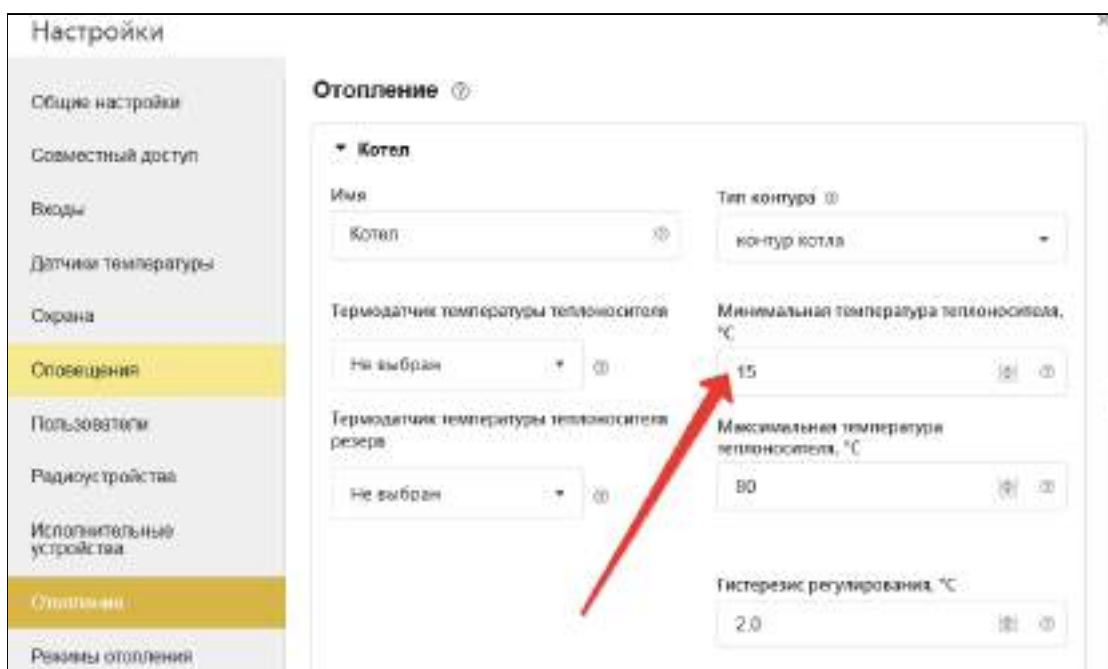 Настройки
Общие настройки
Совместный доступ
Входы
Датчики температуры
Охрана
Оповещения
Пользователи
Радиоустройства
Исполнительные
устройства
Отопление
Режимы отопления
Отопление
Котел
Имя
Котел
Тип контура
контур котла
Термодатчик температуры теплоносителя
Не выбран
Минимальная температура теплоносителя,
°C
15
Термодатчик температуры теплоносителя
резерв
Не выбран
Максимальная температура
теплоносителя, °C
80
Гистерезис регулирования, °C
2.0